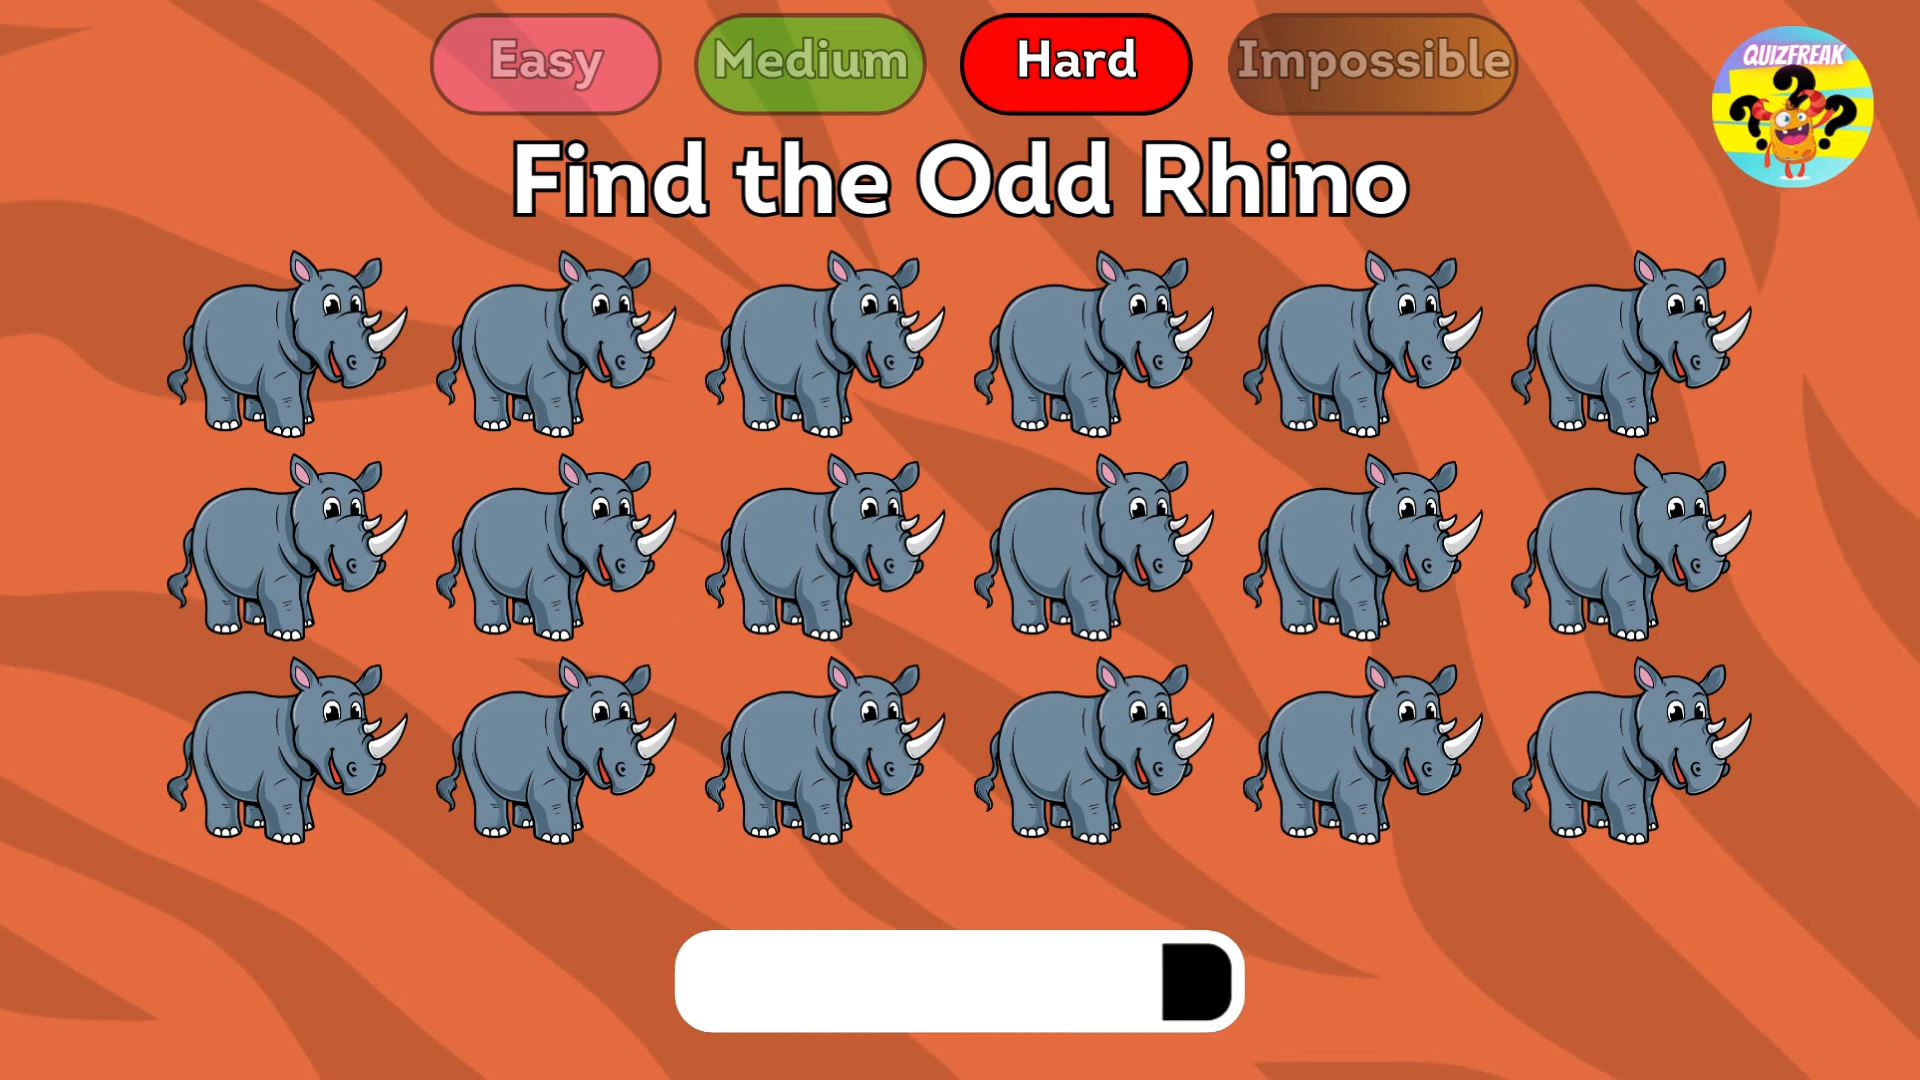 Easy
Medium
Hard
Impossible
QUIZFREAK
???
Find the Odd Rhino